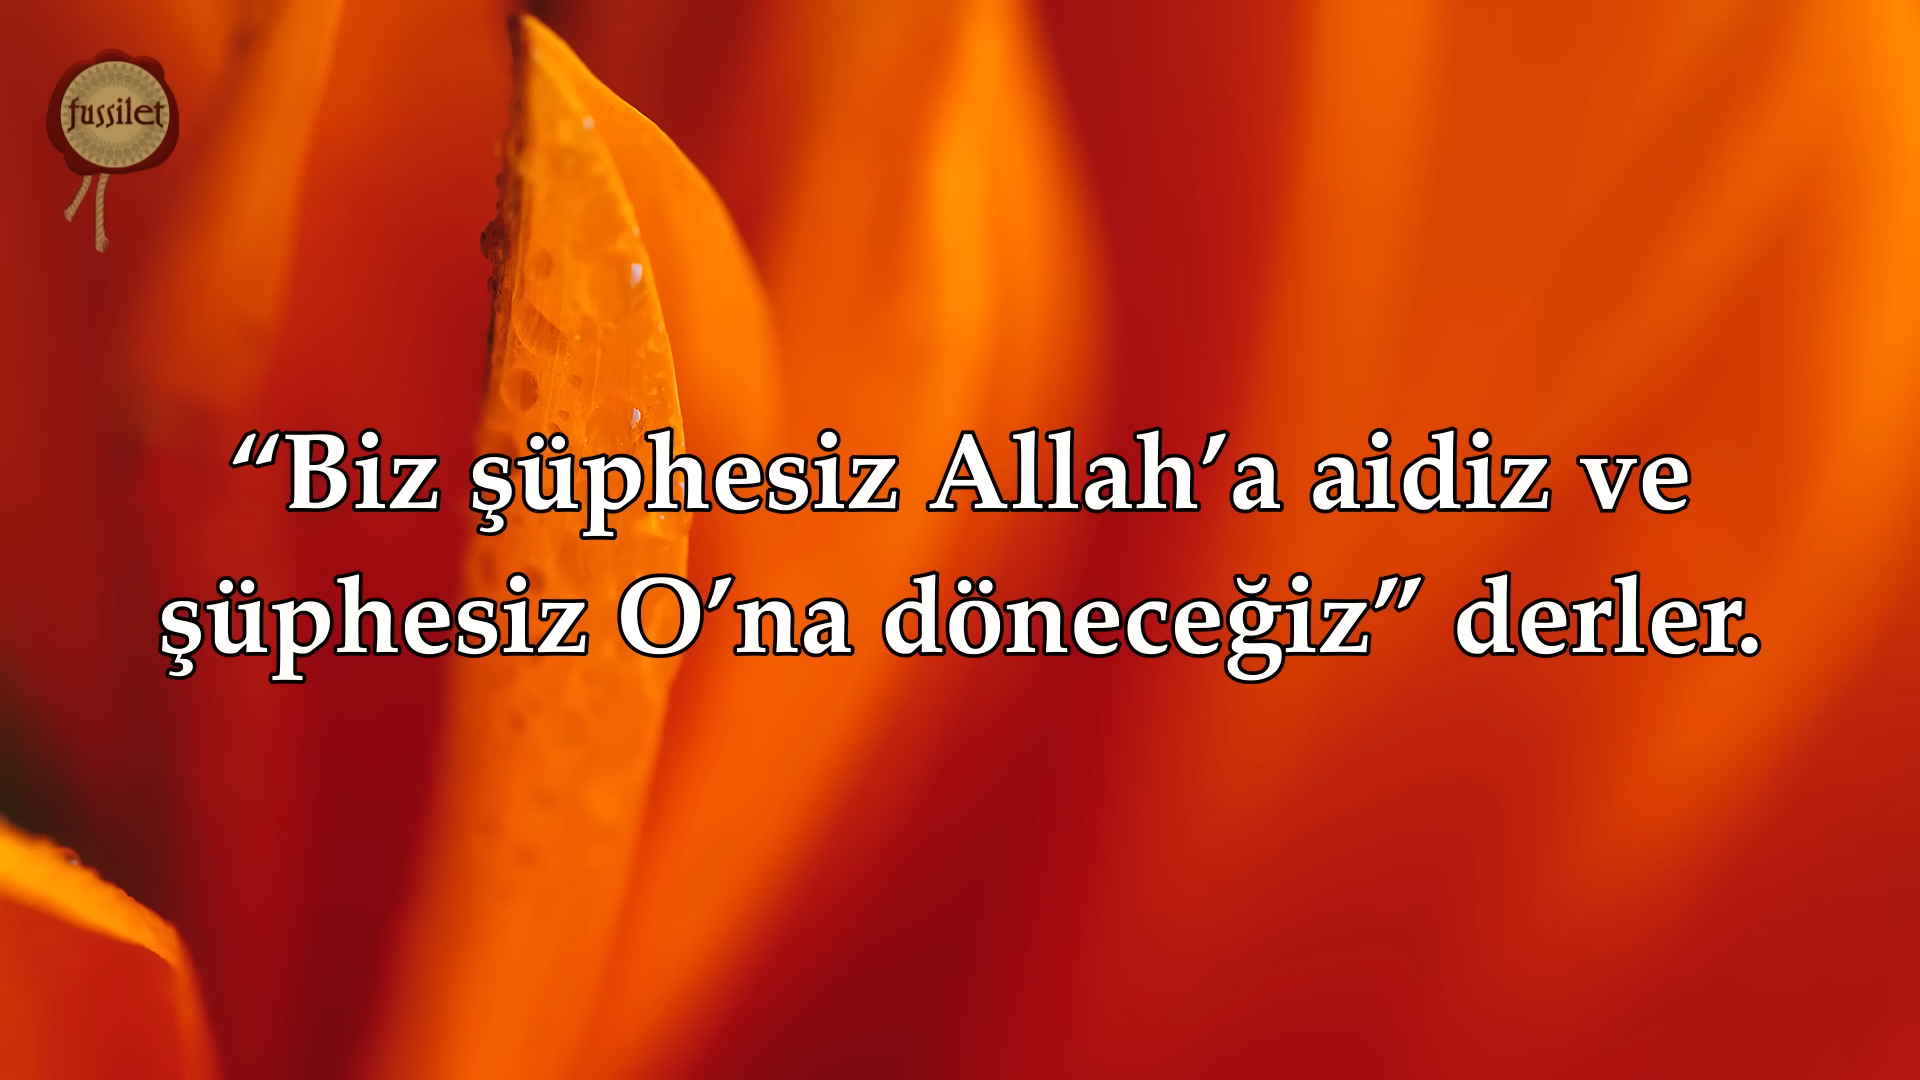 fussilet
“Biz şüphesiz Allah’a aidiz ve
şüphesiz O’na döneceğiz” derler.